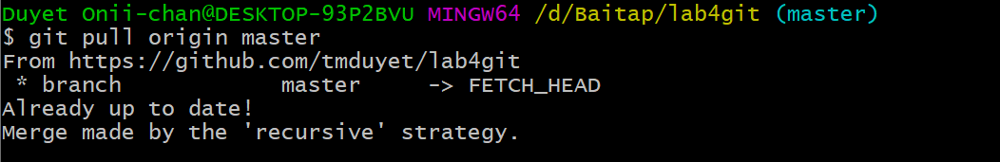 Duyet Onii-chan@DESKTOP-93P2BVU MINGW64 /d/Baitap/lab4git (master)
$ git pull origin master
From https://github.com/tmduyet/lab4git
 * branch            master     -> FETCH_HEAD
Already up to date!
Merge made by the 'recursive' strategy.